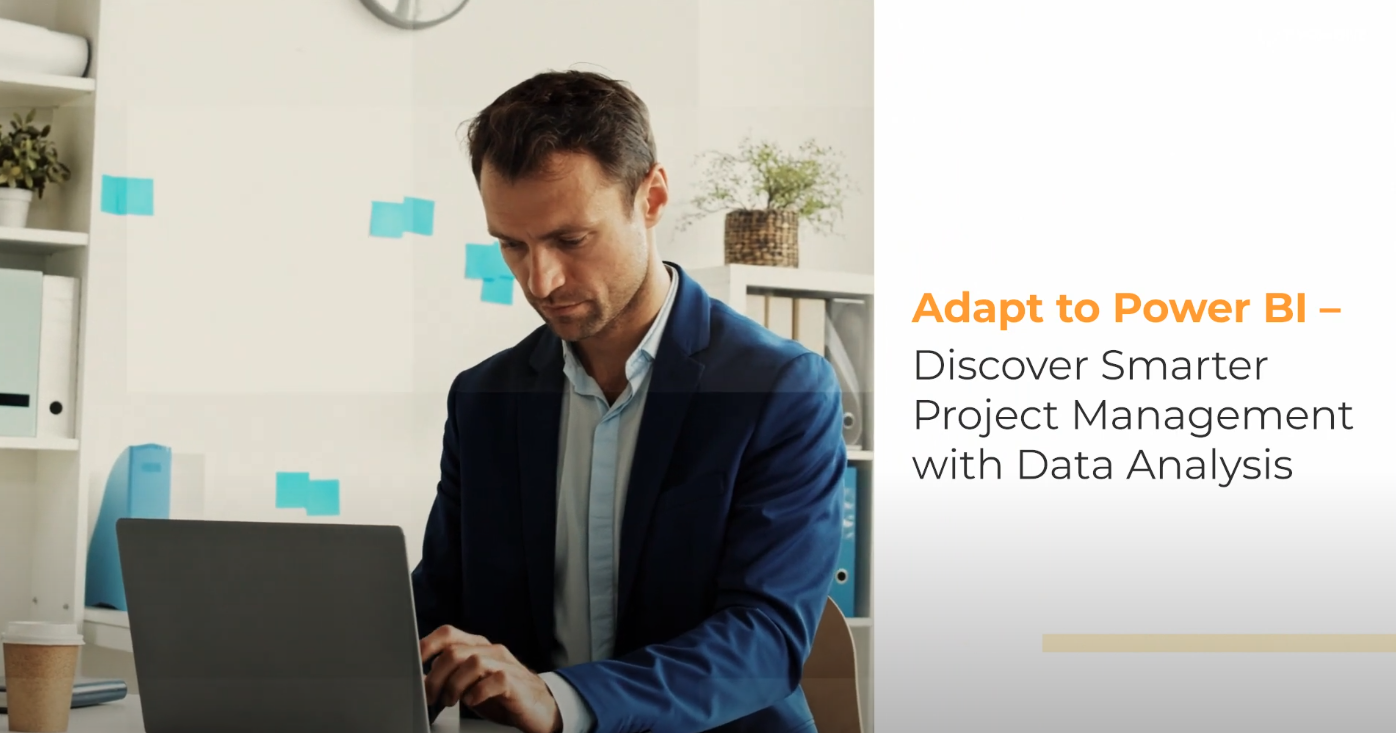 Adapt to Power BI –
Discover Smarter
Project Management
with Data Analysis